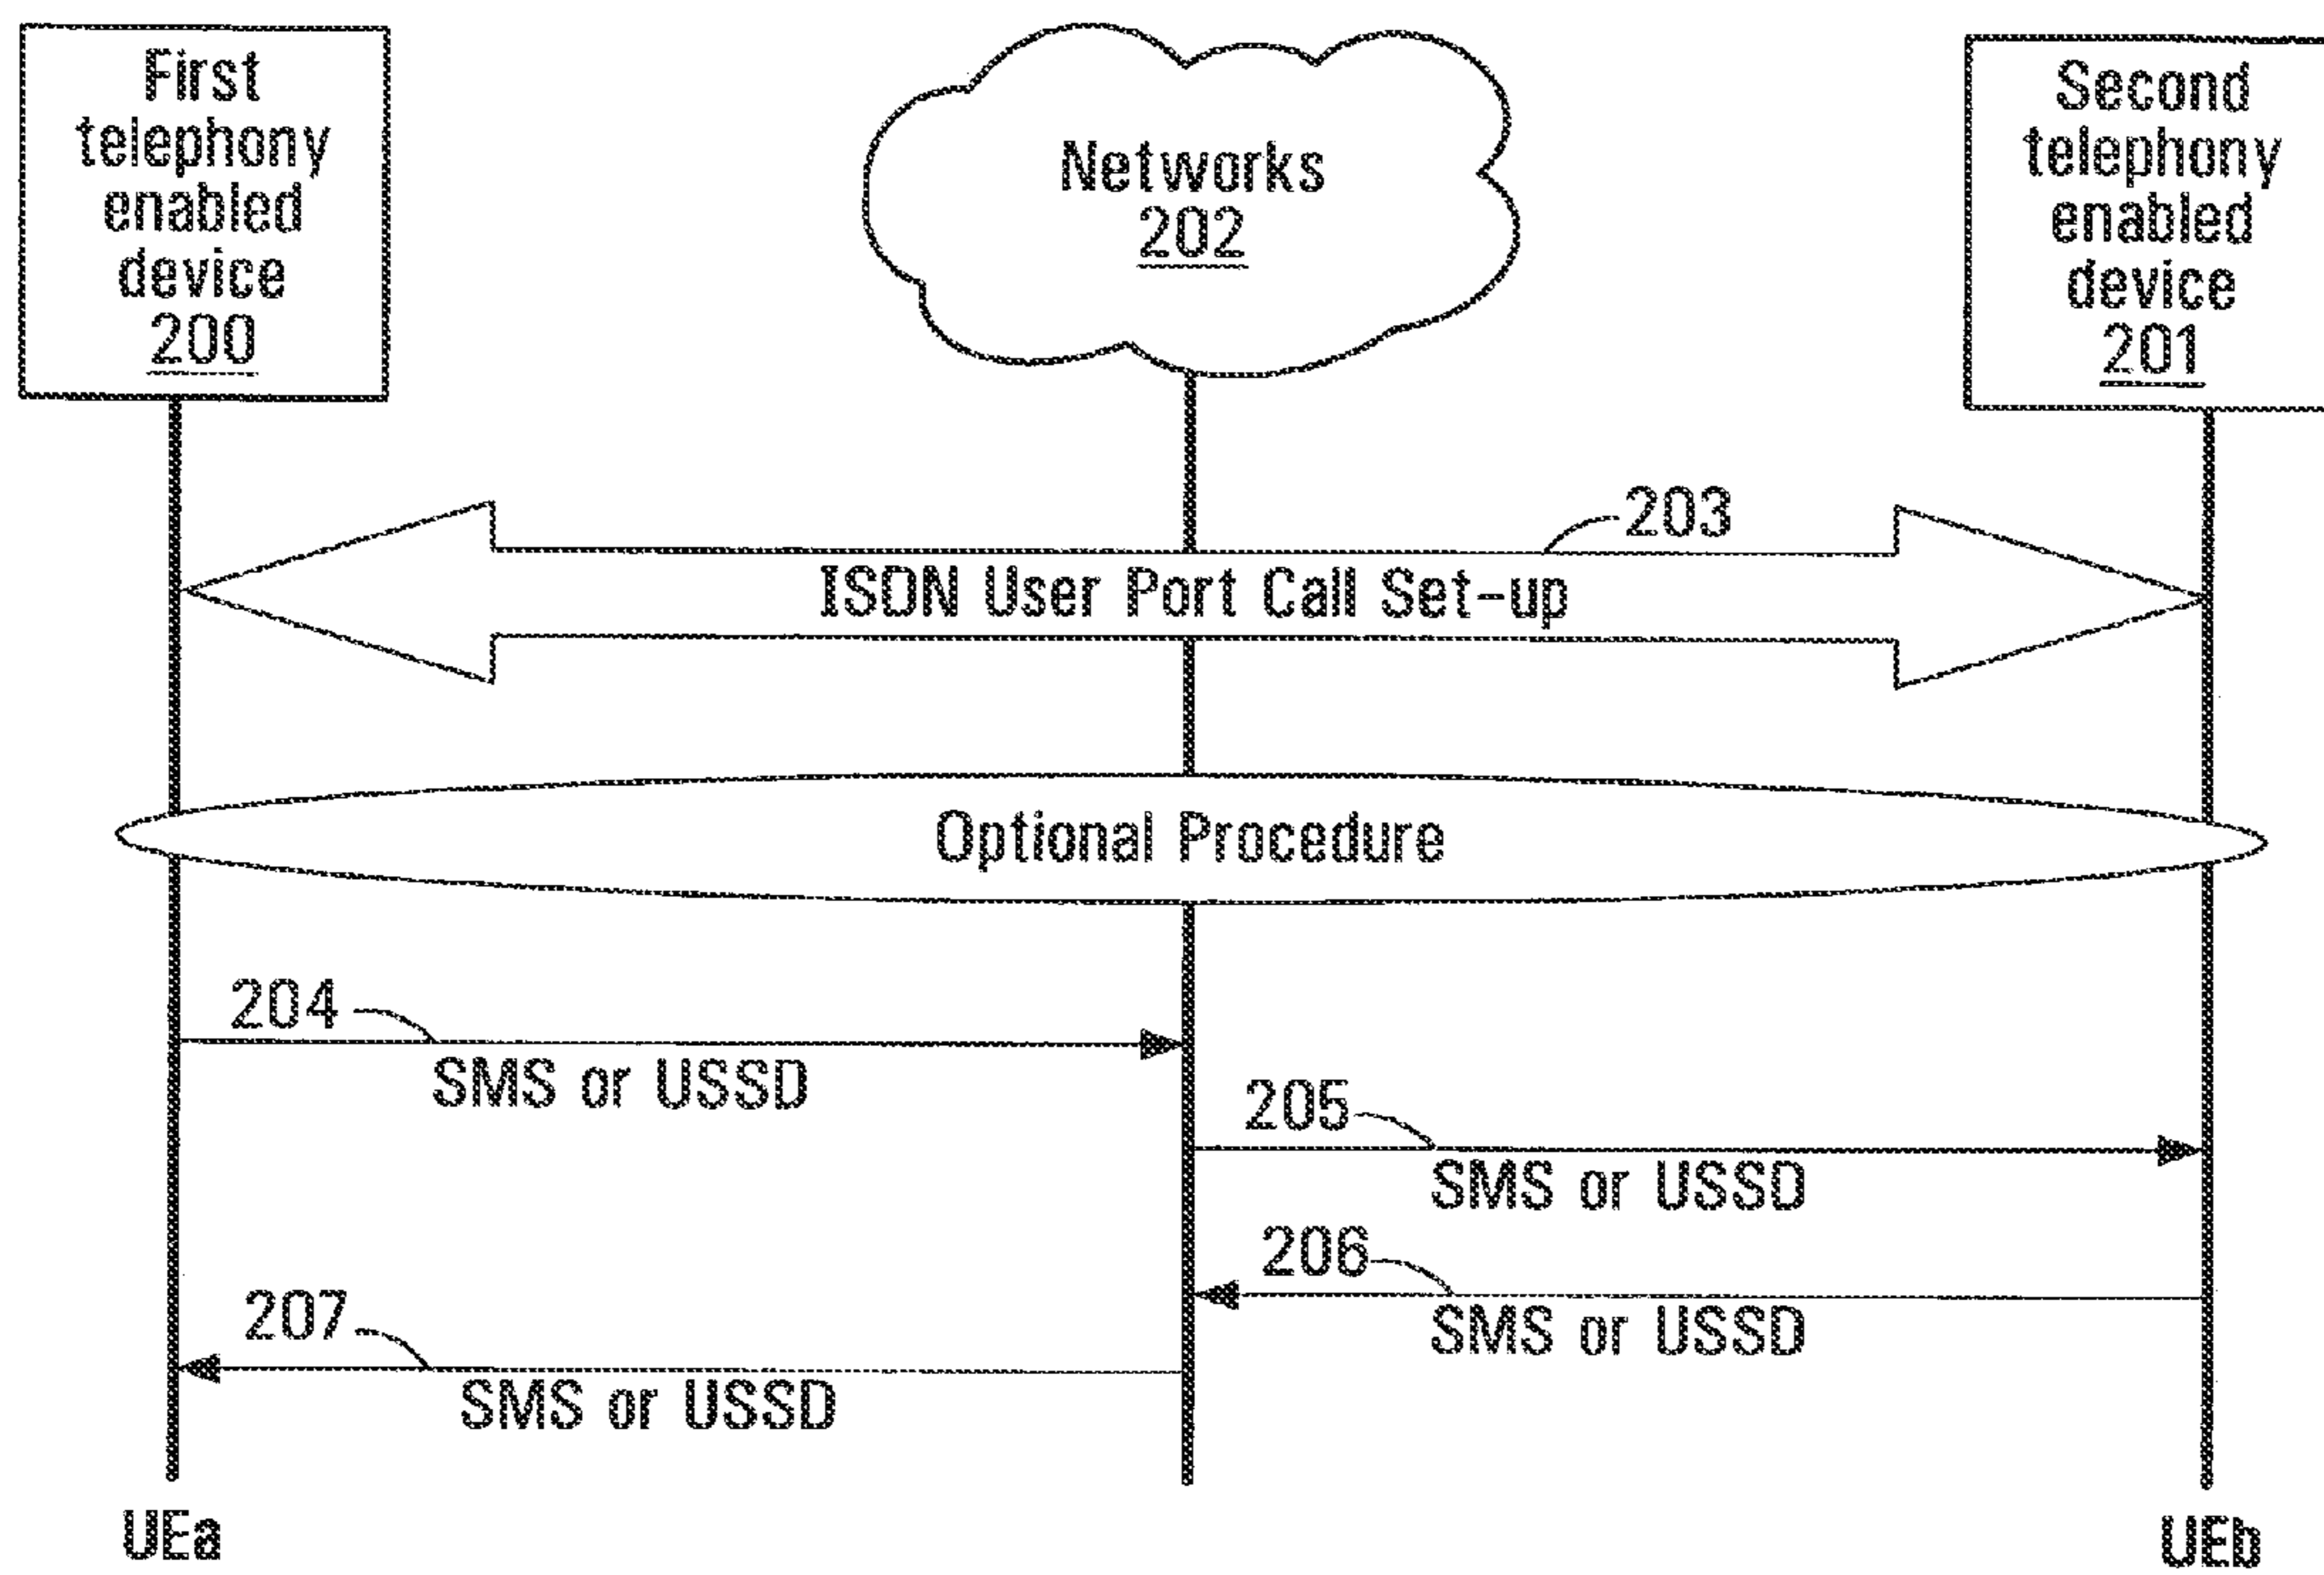 First
telephony
enabled
device
200
Networks
202
Second
telephony
enabled
device
201
203
ISDN User Port Call Set-up
Optional Procedure
204
SMS or USSD
205
SMS or USSD
206
SMS or USSD
207
SMS or USSD
UEa
UEb